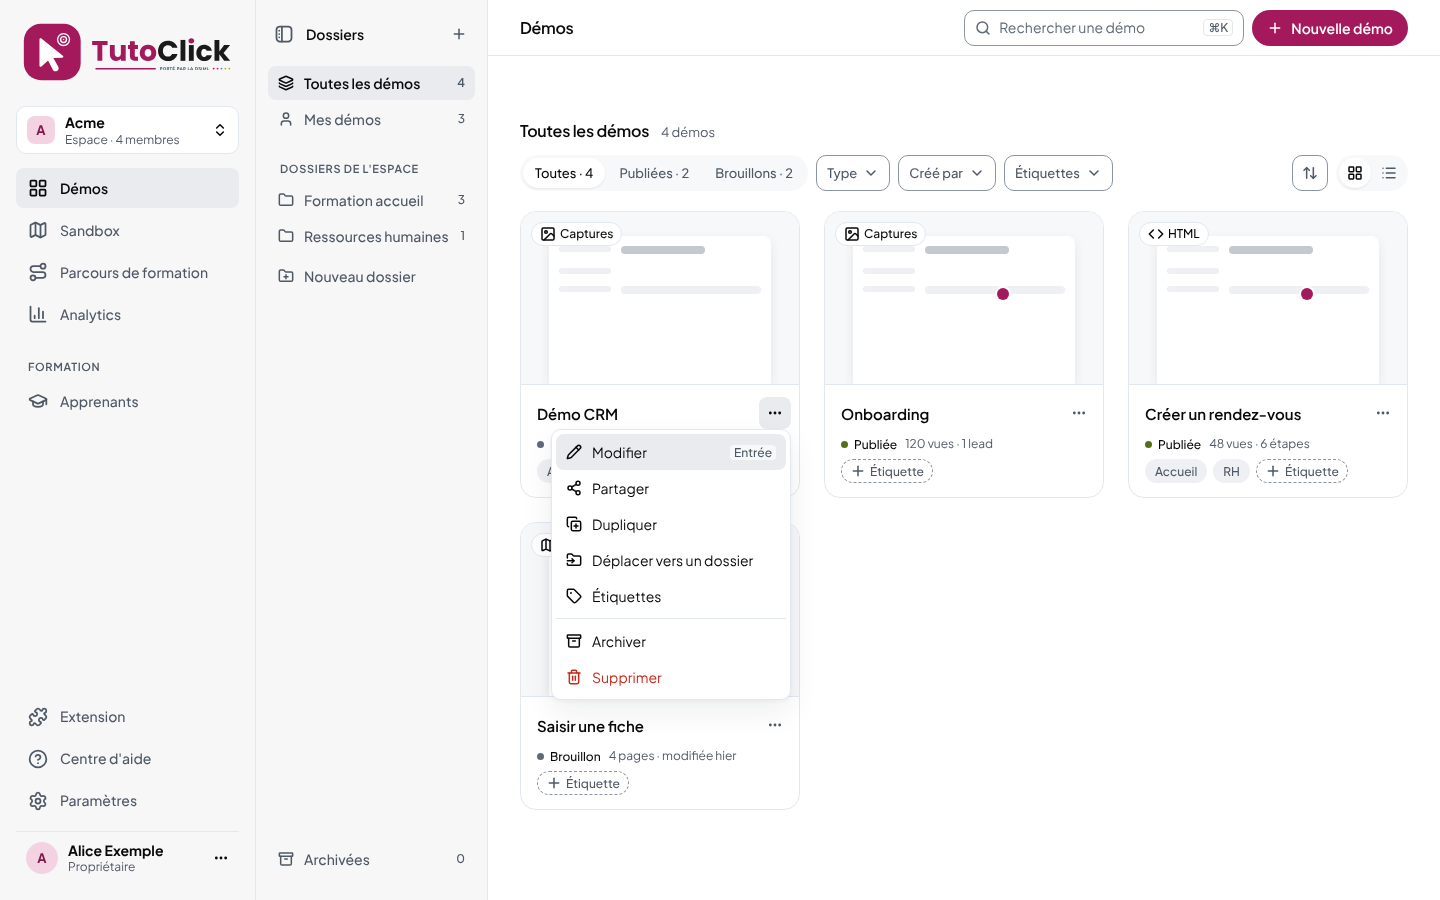 TutoClick
PORTÉ PAR LA DSIML
Acme
A
Espace · 4 membres
Démos
Sandbox
Parcours de formation
Analytics
FORMATION
Apprenants
Extension
Centre d'aide
Paramètres
A
Alice Exemple
Propriétaire
Dossiers
Toutes les démos 4
Mes démos 3
DOSSIERS DE L'ESPACE
Formation accueil 3
Ressources humaines 1
Nouveau dossier
Archivées 0
Démos
Rechercher une démo ⌘K
Nouvelle démo
Toutes les démos 4 démos
Toutes · 4 Publiées · 2 Brouillons · 2 Type Créé par Étiquettes
Captures
Démo CRM
Modifier Entrée
Partager
Dupliquer
Déplacer vers un dossier
Étiquettes
Archiver
Supprimer
Captures
Onboarding
Publiée 120 vues · 1 lead
Étiquette
HTML
Créer un rendez-vous
Publiée 48 vues · 6 étapes
Accueil RH Étiquette
Saisir une fiche
Brouillon 4 pages · modifiée hier
Étiquette